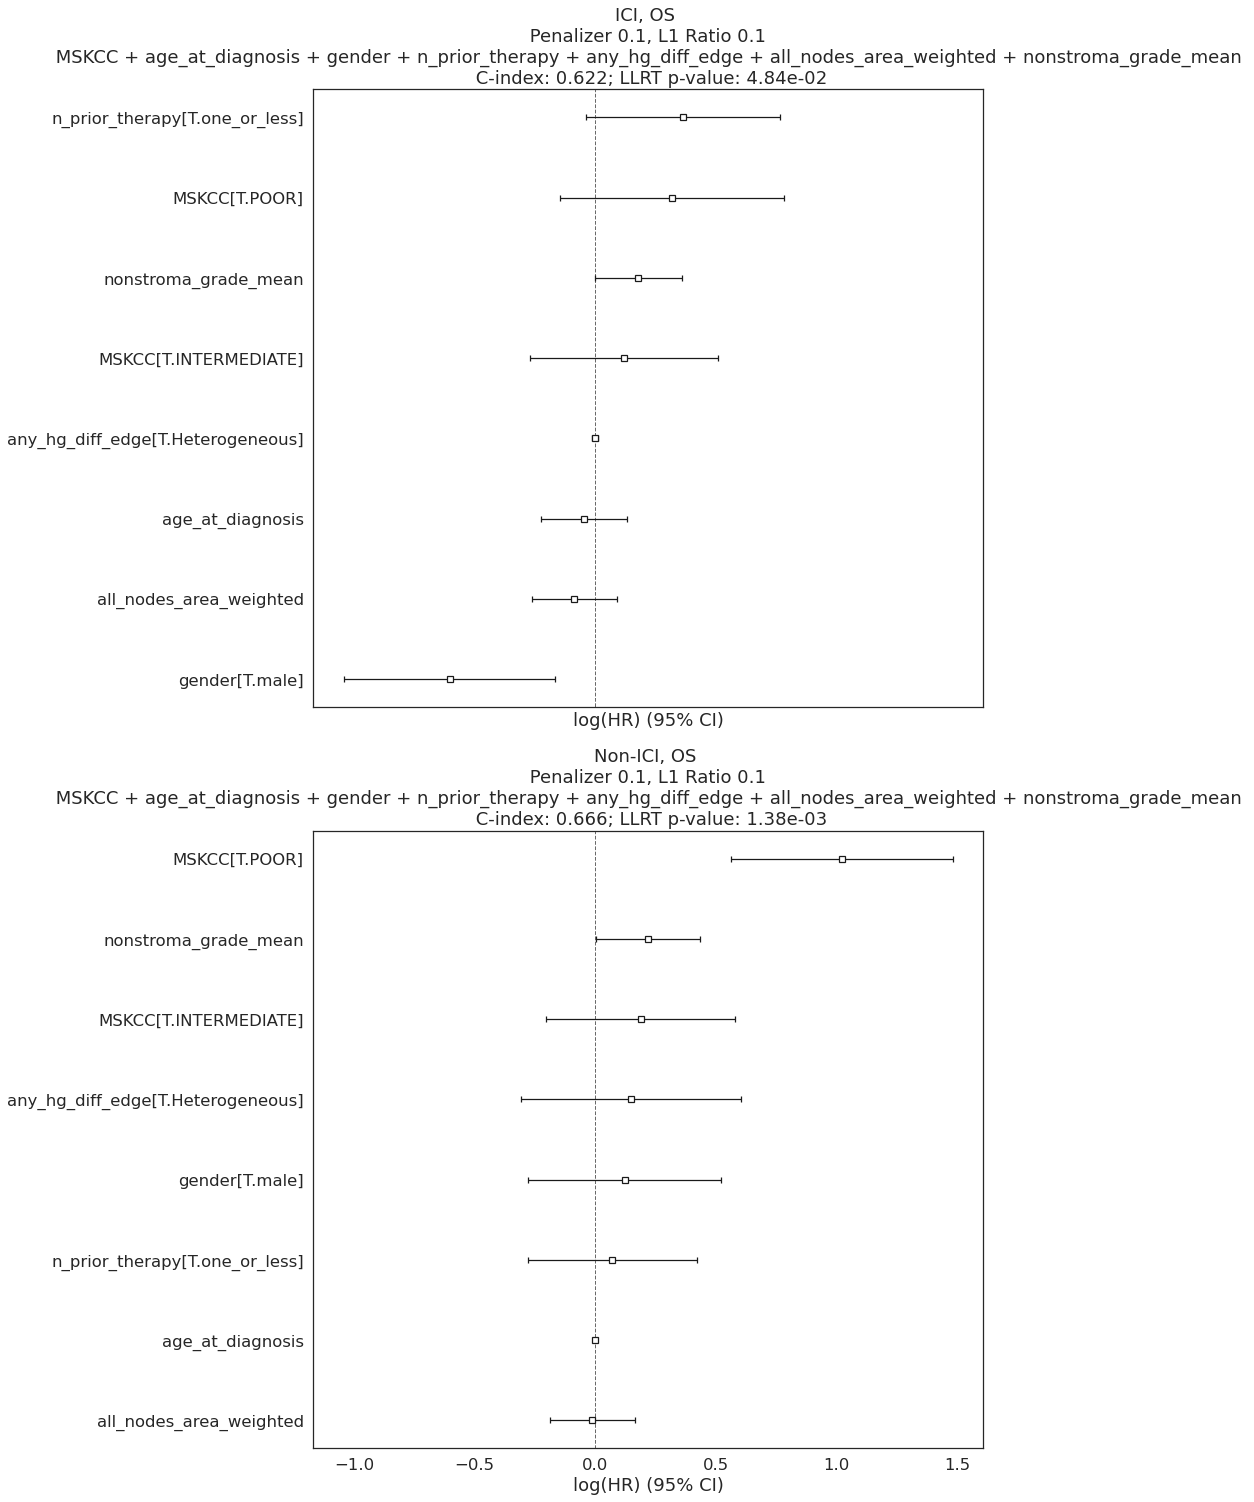 ICI, OS
Penalizer 0.1, L1 Ratio 0.1
MSKCC + age_at_diagnosis + gender + n_prior_therapy + any_hg_diff_edge + all_nodes_area_weighted + nonstroma_grade_mean
C-index: 0.622; LLRT p-value: 4.84e-02
n_prior_therapy[T.one_or_less]
MSKCC[T.POOR]
nonstroma_grade_mean
MSKCC[T.INTERMEDIATE]
any_hg_diff_edge[T.Heterogeneous]
age_at_diagnosis
all_nodes_area_weighted
gender[T.male]
log(HR) (95% CI)
Non-ICI, OS
Penalizer 0.1, L1 Ratio 0.1
MSKCC + age_at_diagnosis + gender + n_prior_therapy + any_hg_diff_edge + all_nodes_area_weighted + nonstroma_grade_mean
C-index: 0.666; LLRT p-value: 1.38e-03
MSKCC[T.POOR]
nonstroma_grade_mean
MSKCC[T.INTERMEDIATE]
any_hg_diff_edge[T.Heterogeneous]
gender[T.male]
n_prior_therapy[T.one_or_less]
age_at_diagnosis
all_nodes_area_weighted
−1.0 −0.5 0.0 0.5 1.0 1.5
log(HR) (95% CI)